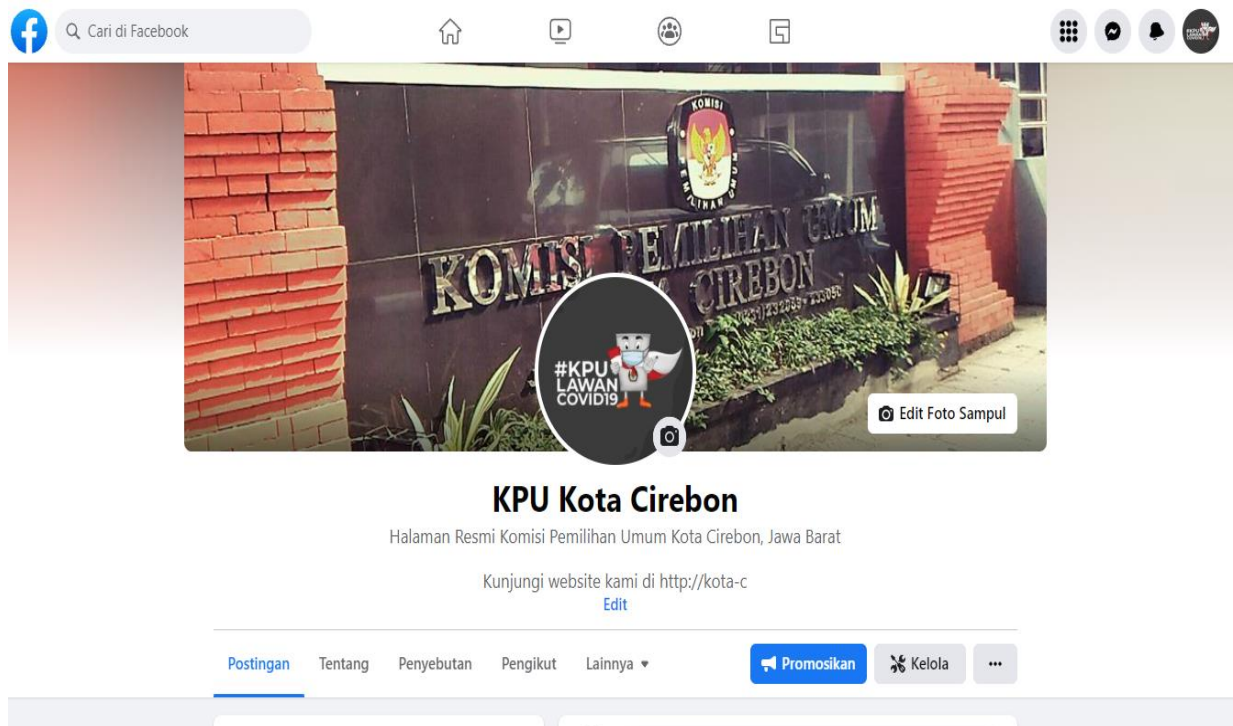 Cari di Facebook
KOMISI
PEMILIHAN UMUM
KOMISI PEMILIHAN UMUM
CIREBON
#KPU
LAWAN
COVID19
Edit Foto Sampul
KPU Kota Cirebon
Halaman Resmi Komisi Pemilihan Umum Kota Cirebon, Jawa Barat
Kunjungi website kami di http://kota-c
Edit
Postingan Tentang Penyebutan Pengikut Lainnya
Promosikan Kelola